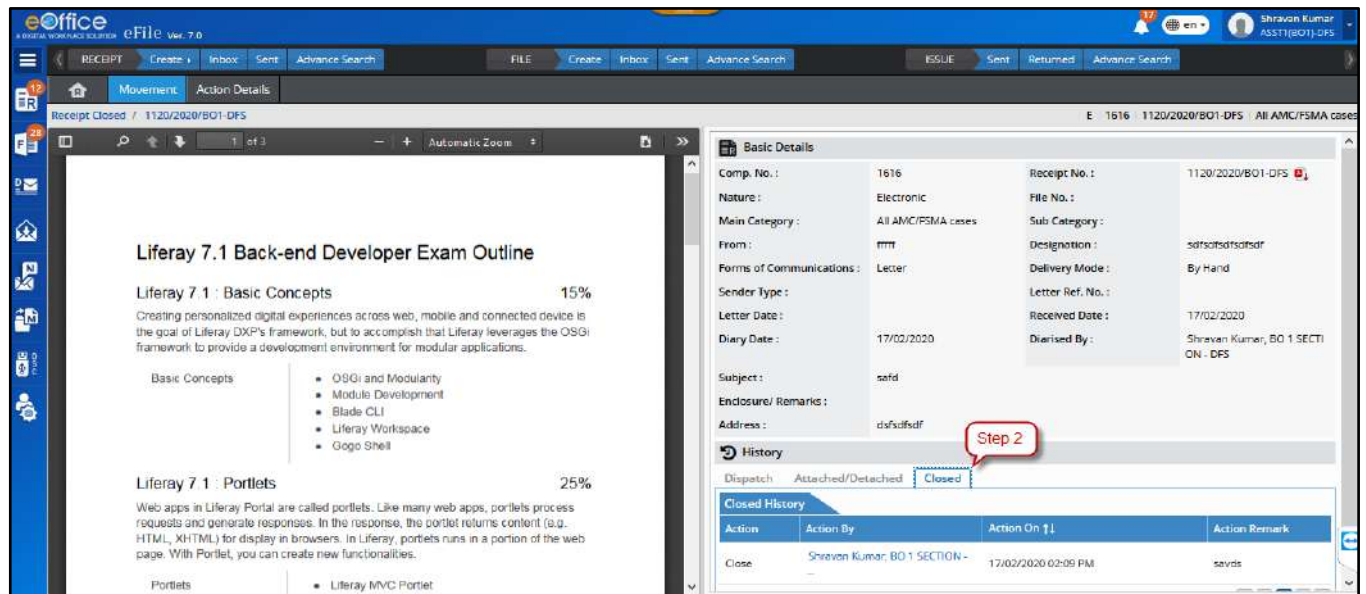 eOffice
A DIGITAL WORKPLACE SOLUTION
eFile Ver. 7.0
17
en
Shravan Kumar
ASST1(BO1)-DFS
RECEIPT Create Inbox Sent Advance Search FILE Create Inbox Sent Advance Search ISSUE Sent Returned Advance Search
12
R
Movement Action Details
Receipt Closed / 1120/2020/BO1-DFS
E 1616 1120/2020/BO1-DFS All AMC/FSMA cases
28
F
1 of 3 - + Automatic Zoom
D
N
M
Liferay 7.1 Back-end Developer Exam Outline
Liferay 7.1 : Basic Concepts 15%
Creating personalized digital experiences across web, mobile and connected device is
the goal of Liferay DXP's framework, but to accomplish that Liferay leverages the OSGi
framework to provide a development environment for modular applications.
Basic Concepts
• OSGi and Modularity
• Module Development
• Blade CLI
• Liferay Workspace
• Gogo Shell
Liferay 7.1 : Portlets 25%
Web apps in Liferay Portal are called portlets. Like many web apps, portlets process
requests and generate responses. In the response, the portlet returns content (e.g.
HTML, XHTML) for display in browsers. In Liferay, portlets runs in a portion of the web
page. With Portlet, you can create new functionalities.
Portlets
• Liferay MVC Portlet
Basic Details
Comp. No. : 1616 Receipt No. : 1120/2020/BO1-DFS
Nature : Electronic File No. :
Main Category : All AMC/FSMA cases Sub Category :
From : Designation : sdfsdfsdfsdfsdf
Forms of Communications : Letter Delivery Mode : By Hand
Sender Type : Letter Ref. No. :
Letter Date : Received Date : 17/02/2020
Diary Date : 17/02/2020 Diarised By : Shravan Kumar, BO 1 SECTI
ON - DFS
Subject : safd
Enclosure/ Remarks :
Address : dsfsdfsdf
Step 2
History
Dispatch Attached/Detached Closed
Closed History
Action Action By Action On Action Remark
Close Shravan Kumar, BO 1 SECTION - ... 17/02/2020 02:09 PM savds